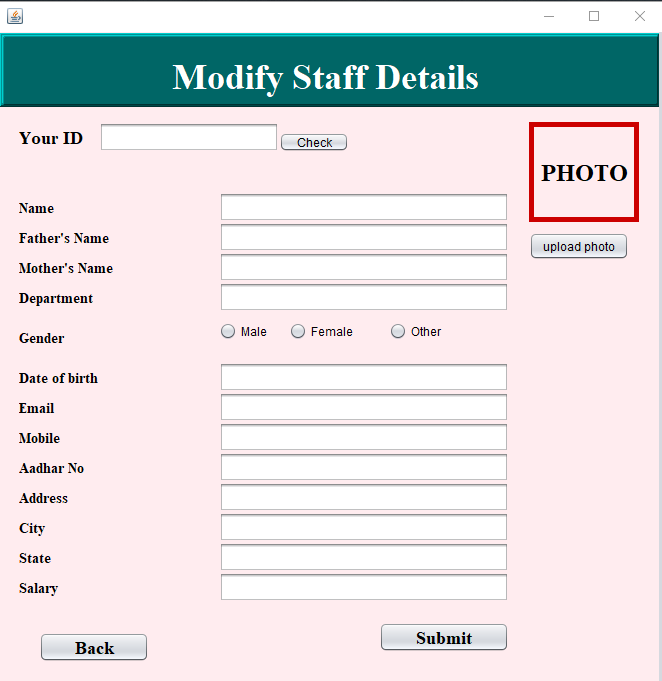 Modify Staff Details
Your ID Check
PHOTO
upload photo
Name
Father's Name
Mother's Name
Department
Gender Male Female Other
Date of birth
Email
Mobile
Aadhar No
Address
City
State
Salary
Back Submit